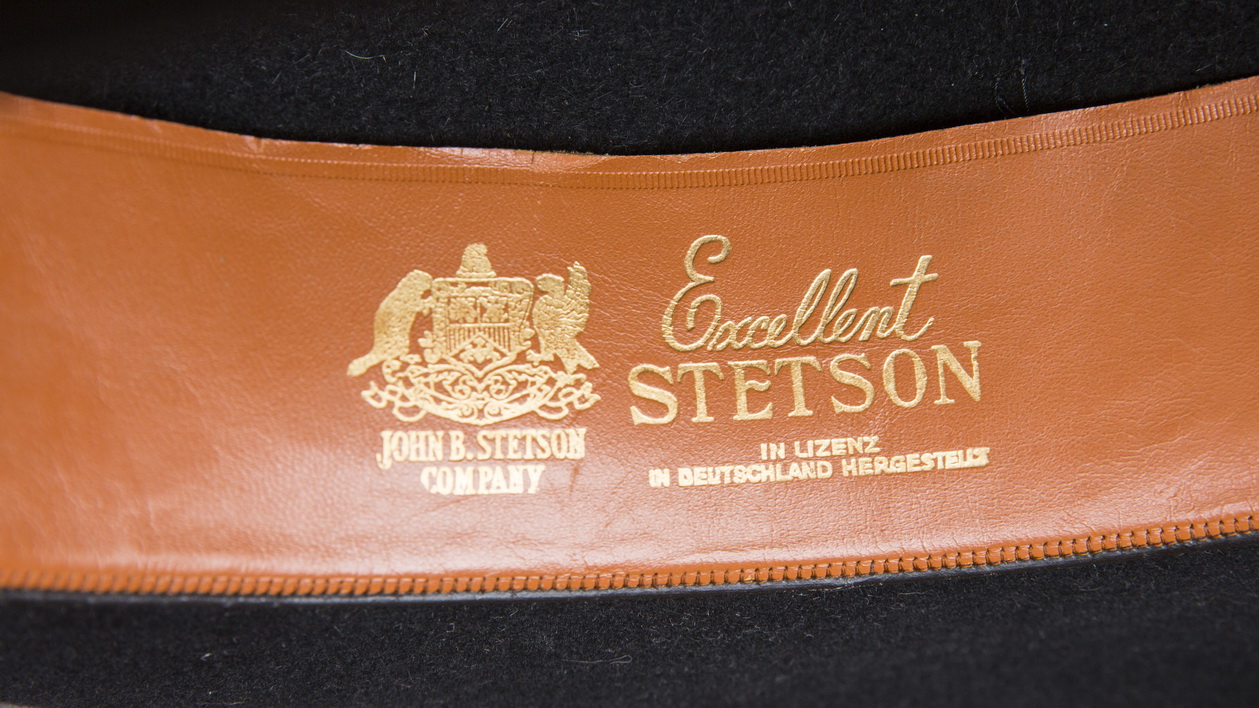 JOHN B. STETSON
COMPANY
Excellent
STETSON
IN LIZENZ
IN DEUTSCHLAND HERGESTELLT